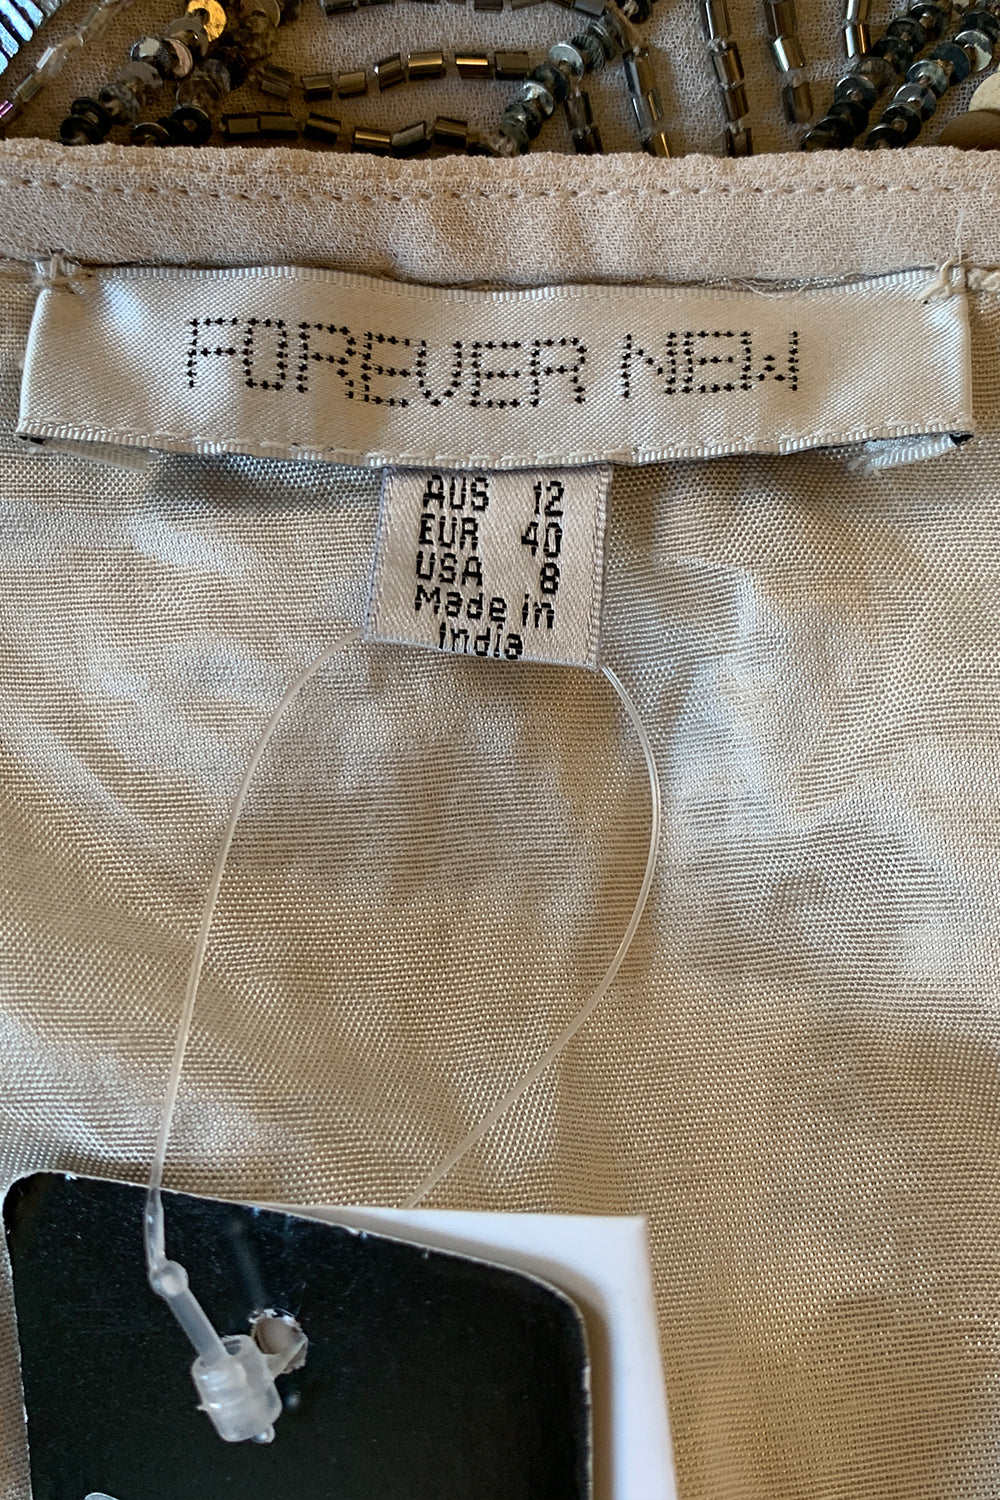 FOREVER NEW
AUS 12
EUR 40
USA 8
Made in
India